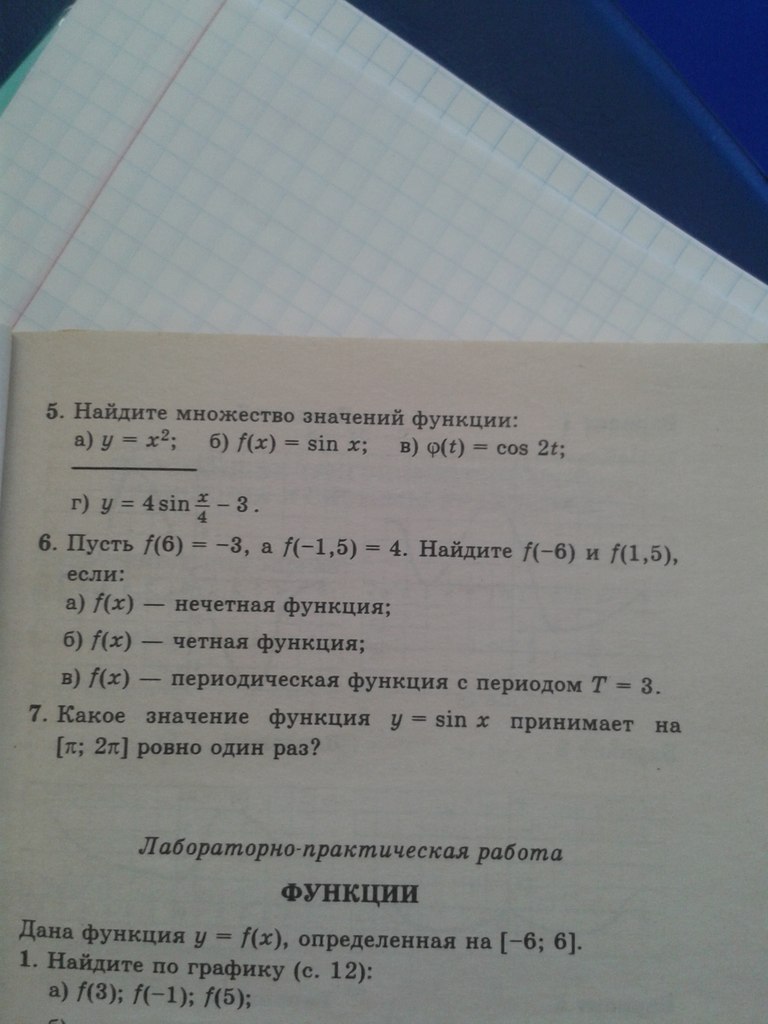 5. Найдите множество значений функции:
а) y = x²; б) f(x) = sin x; в) φ(t) = cos 2t;
г) y = 4 sin x/4 − 3.
6. Пусть f(6) = −3, а f(−1,5) = 4. Найдите f(−6) и f(1,5),
если:
а) f(x) — нечетная функция;
б) f(x) — четная функция;
в) f(x) — периодическая функция с периодом T = 3.
7. Какое значение функция y = sin x принимает на
[π; 2π] ровно один раз?
Лабораторно-практическая работа
ФУНКЦИИ
Дана функция y = f(x), определенная на [−6; 6].
1. Найдите по графику (с. 12):
а) f(3); f(−1); f(5);